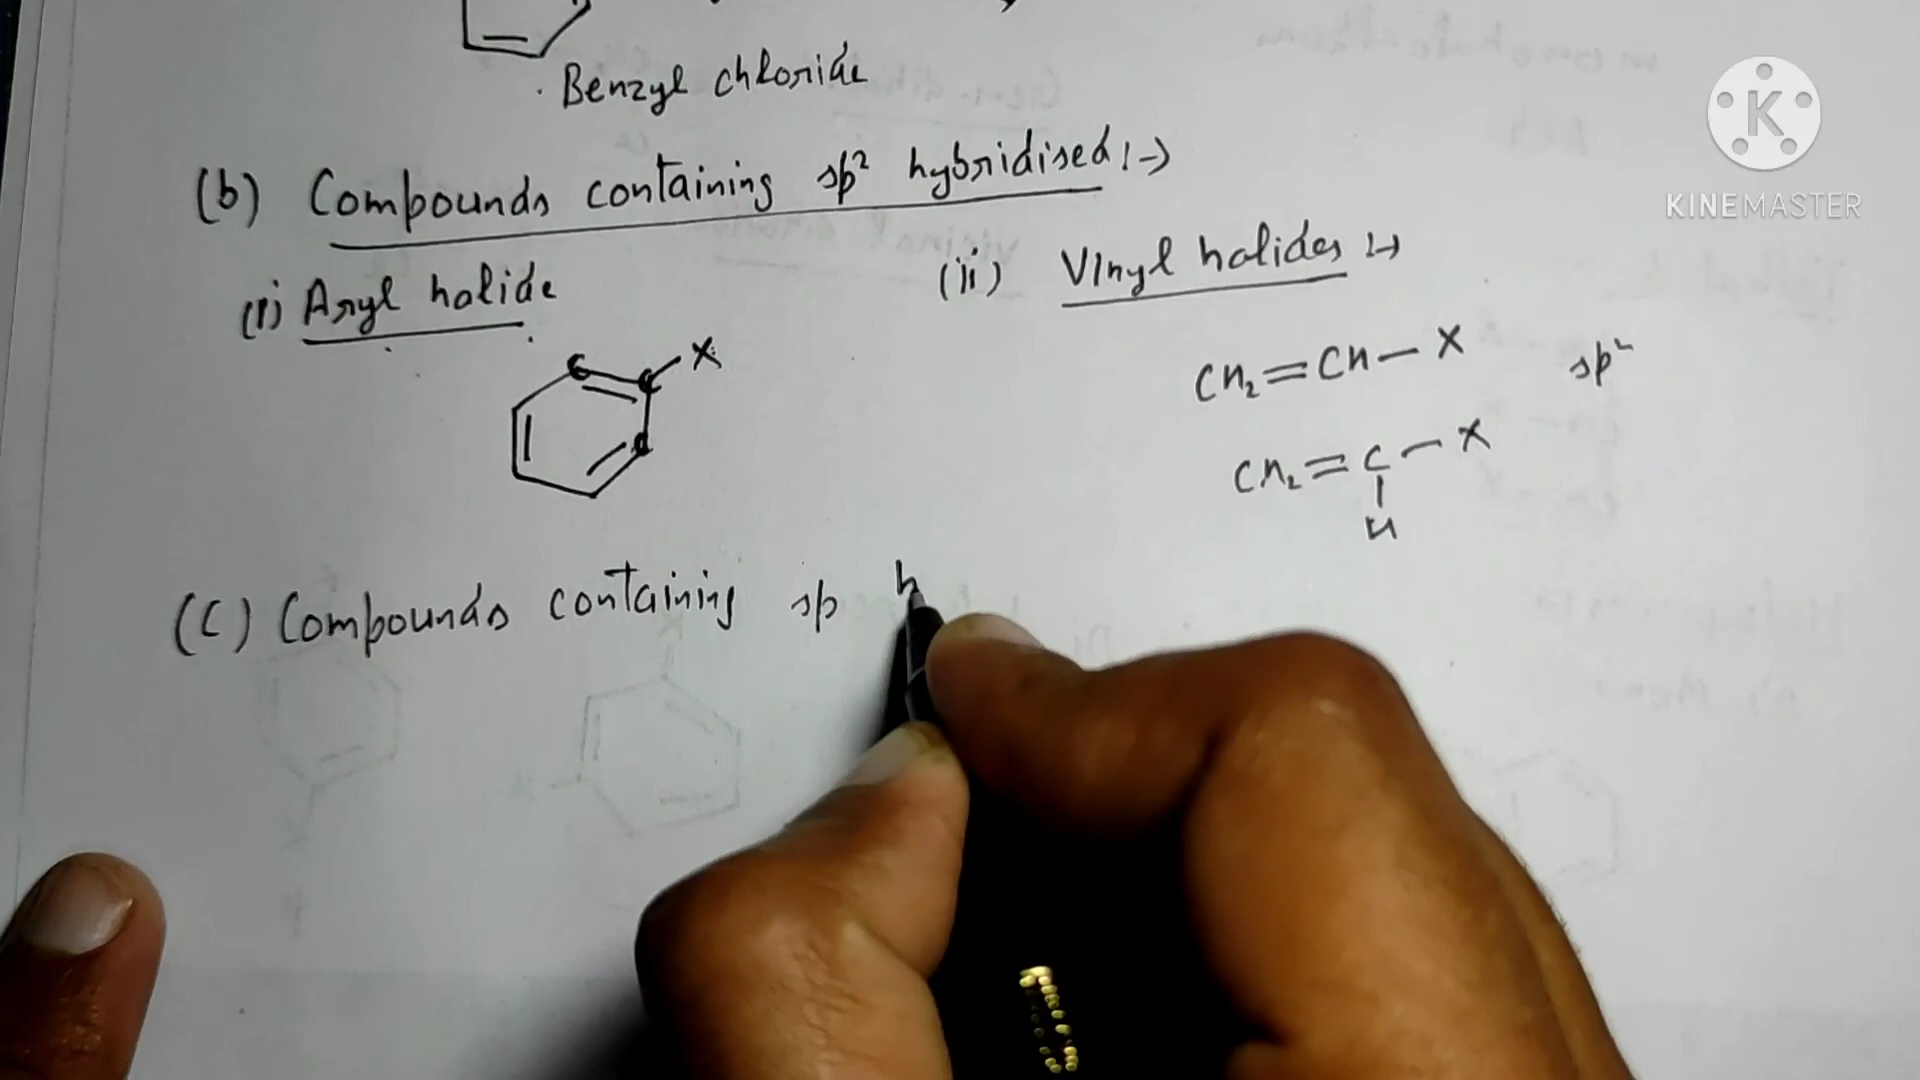 Benzyl chloride
(b) Compounds containing sp² hybridised :→
(i) Aryl halide
(ii) Vinyl halides :→
X
C
C
C
CH₂=CH—X sp²
CH₂=C—X
H
(C) Compounds containing sp h
K
KINEMASTER